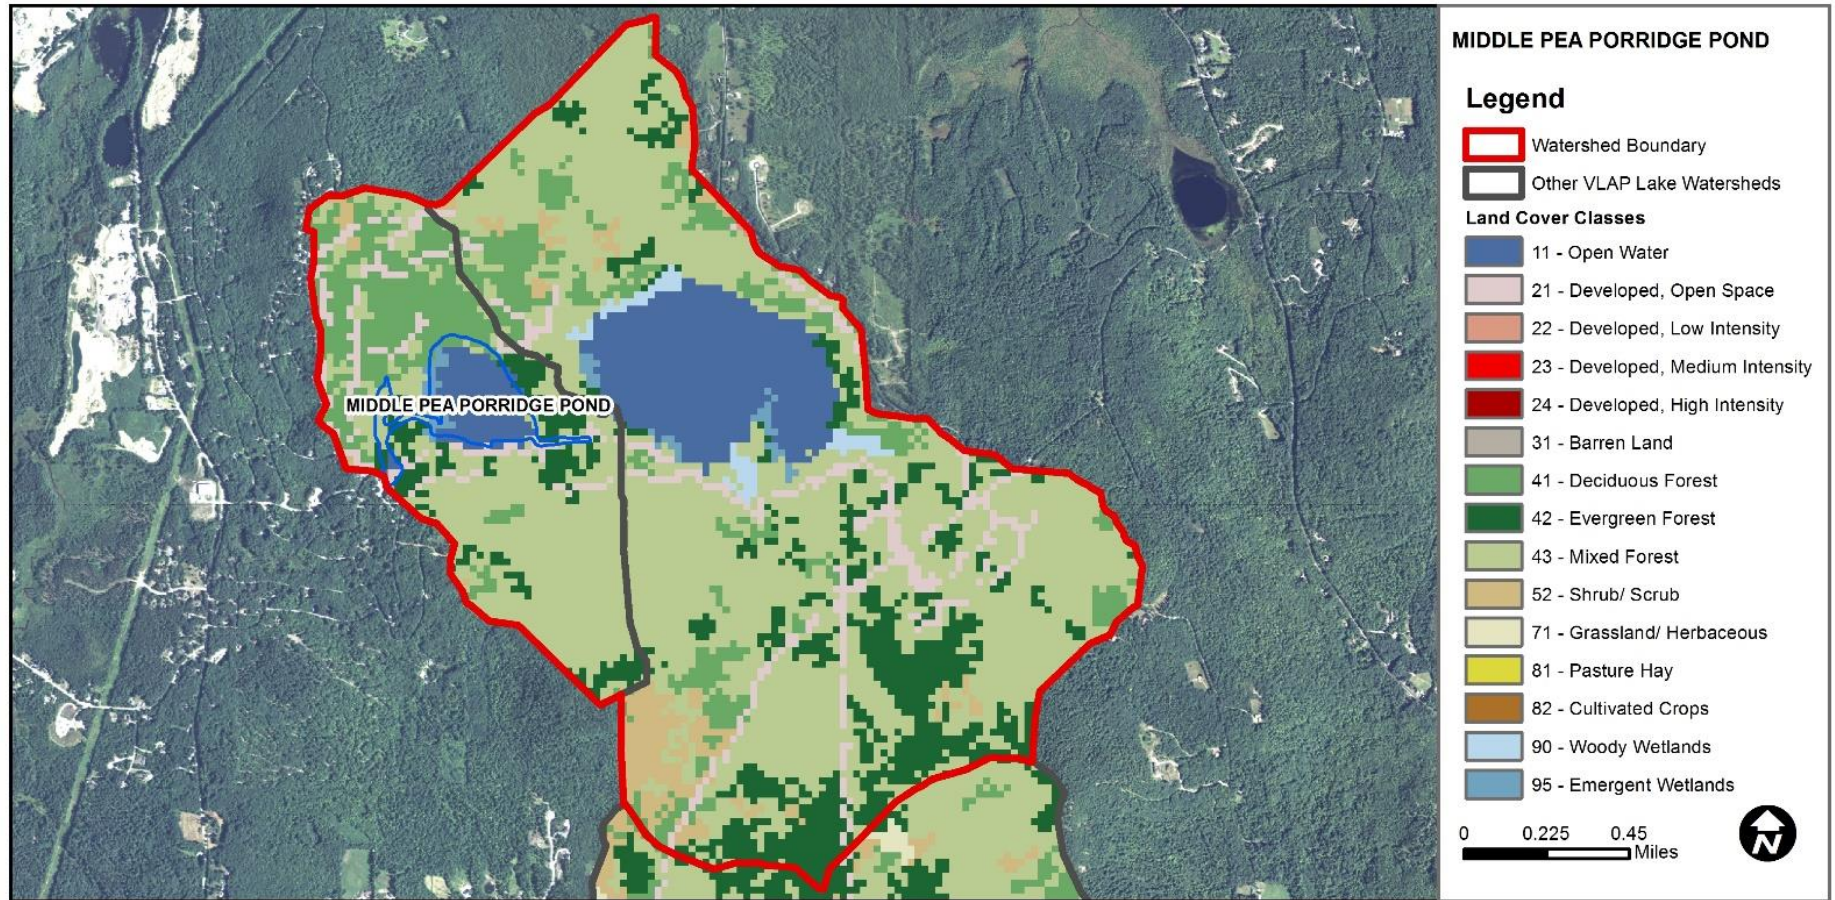 MIDDLE PEA PORRIDGE POND
MIDDLE PEA PORRIDGE POND
Legend
Watershed Boundary
Other VLAP Lake Watersheds
Land Cover Classes
11 - Open Water
21 - Developed, Open Space
22 - Developed, Low Intensity
23 - Developed, Medium Intensity
24 - Developed, High Intensity
31 - Barren Land
41 - Deciduous Forest
42 - Evergreen Forest
43 - Mixed Forest
52 - Shrub/ Scrub
71 - Grassland/ Herbaceous
81 - Pasture Hay
82 - Cultivated Crops
90 - Woody Wetlands
95 - Emergent Wetlands
0 0.225 0.45
Miles
N